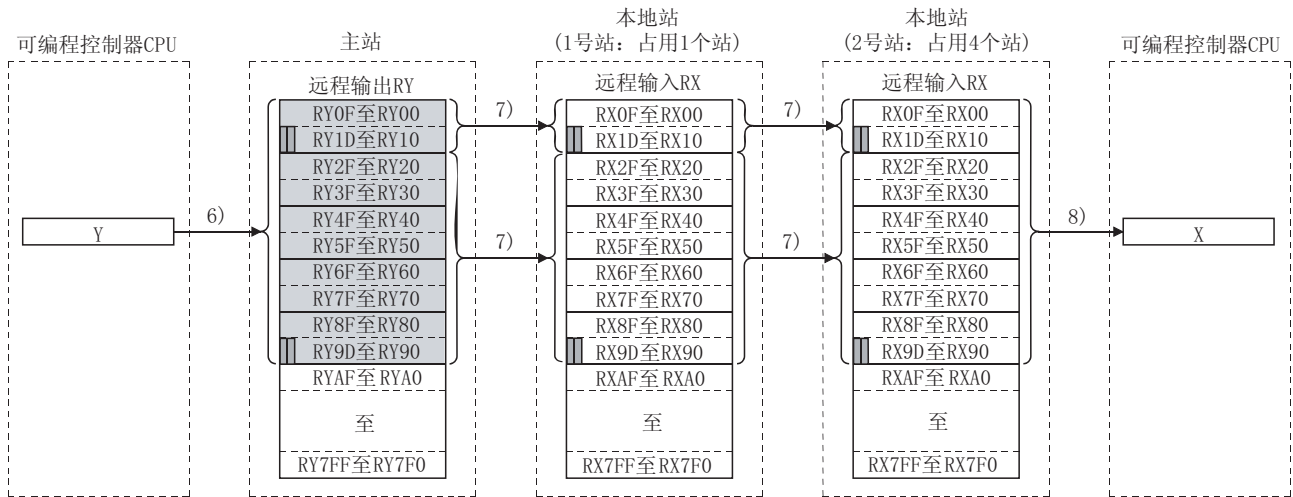 可编程控制器CPU
主站
本地站
(1号站：占用1个站)
本地站
(2号站：占用4个站)
可编程控制器CPU
远程输出RY
RY0F至RY00
RY1D至RY10
RY2F至RY20
RY3F至RY30
RY4F至RY40
RY5F至RY50
RY6F至RY60
RY7F至RY70
RY8F至RY80
RY9D至RY90
RYAF至RYA0
至
RY7FF至RY7F0
远程输入RX
RX0F至RX00
RX1D至RX10
RX2F至RX20
RX3F至RX30
RX4F至RX40
RX5F至RX50
RX6F至RX60
RX7F至RX70
RX8F至RX80
RX9D至RX90
RXAF至RXA0
至
RX7FF至RX7F0
远程输入RX
RX0F至RX00
RX1D至RX10
RX2F至RX20
RX3F至RX30
RX4F至RX40
RX5F至RX50
RX6F至RX60
RX7F至RX70
RX8F至RX80
RX9D至RX90
RXAF至RXA0
至
RX7FF至RX7F0
Y
6)
7)
7)
7)
7)
8)
X